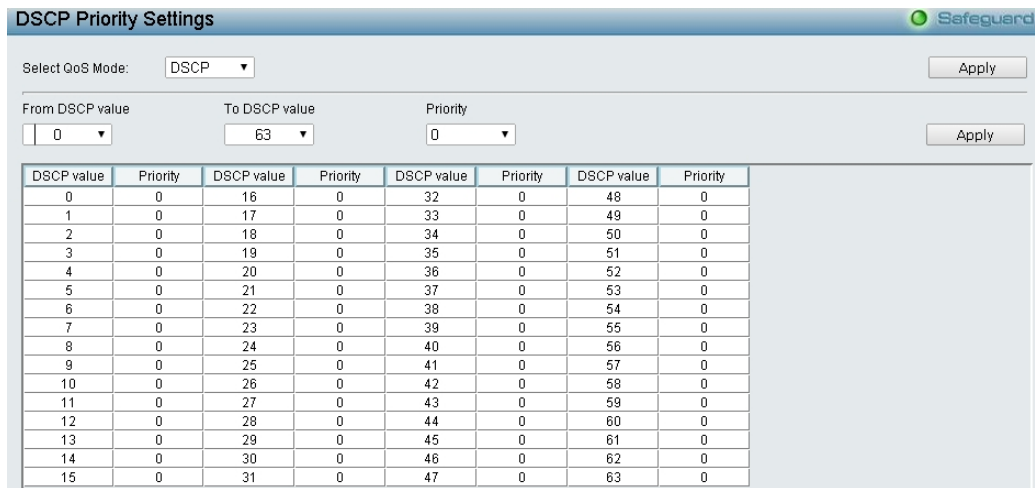 DSCP Priority Settings Safeguard
Select QoS Mode: DSCP Apply
From DSCP value To DSCP value Priority
0 63 0 Apply
DSCP value Priority DSCP value Priority DSCP value Priority DSCP value Priority
0 0 16 0 32 0 48 0
1 0 17 0 33 0 49 0
2 0 18 0 34 0 50 0
3 0 19 0 35 0 51 0
4 0 20 0 36 0 52 0
5 0 21 0 37 0 53 0
6 0 22 0 38 0 54 0
7 0 23 0 39 0 55 0
8 0 24 0 40 0 56 0
9 0 25 0 41 0 57 0
10 0 26 0 42 0 58 0
11 0 27 0 43 0 59 0
12 0 28 0 44 0 60 0
13 0 29 0 45 0 61 0
14 0 30 0 46 0 62 0
15 0 31 0 47 0 63 0